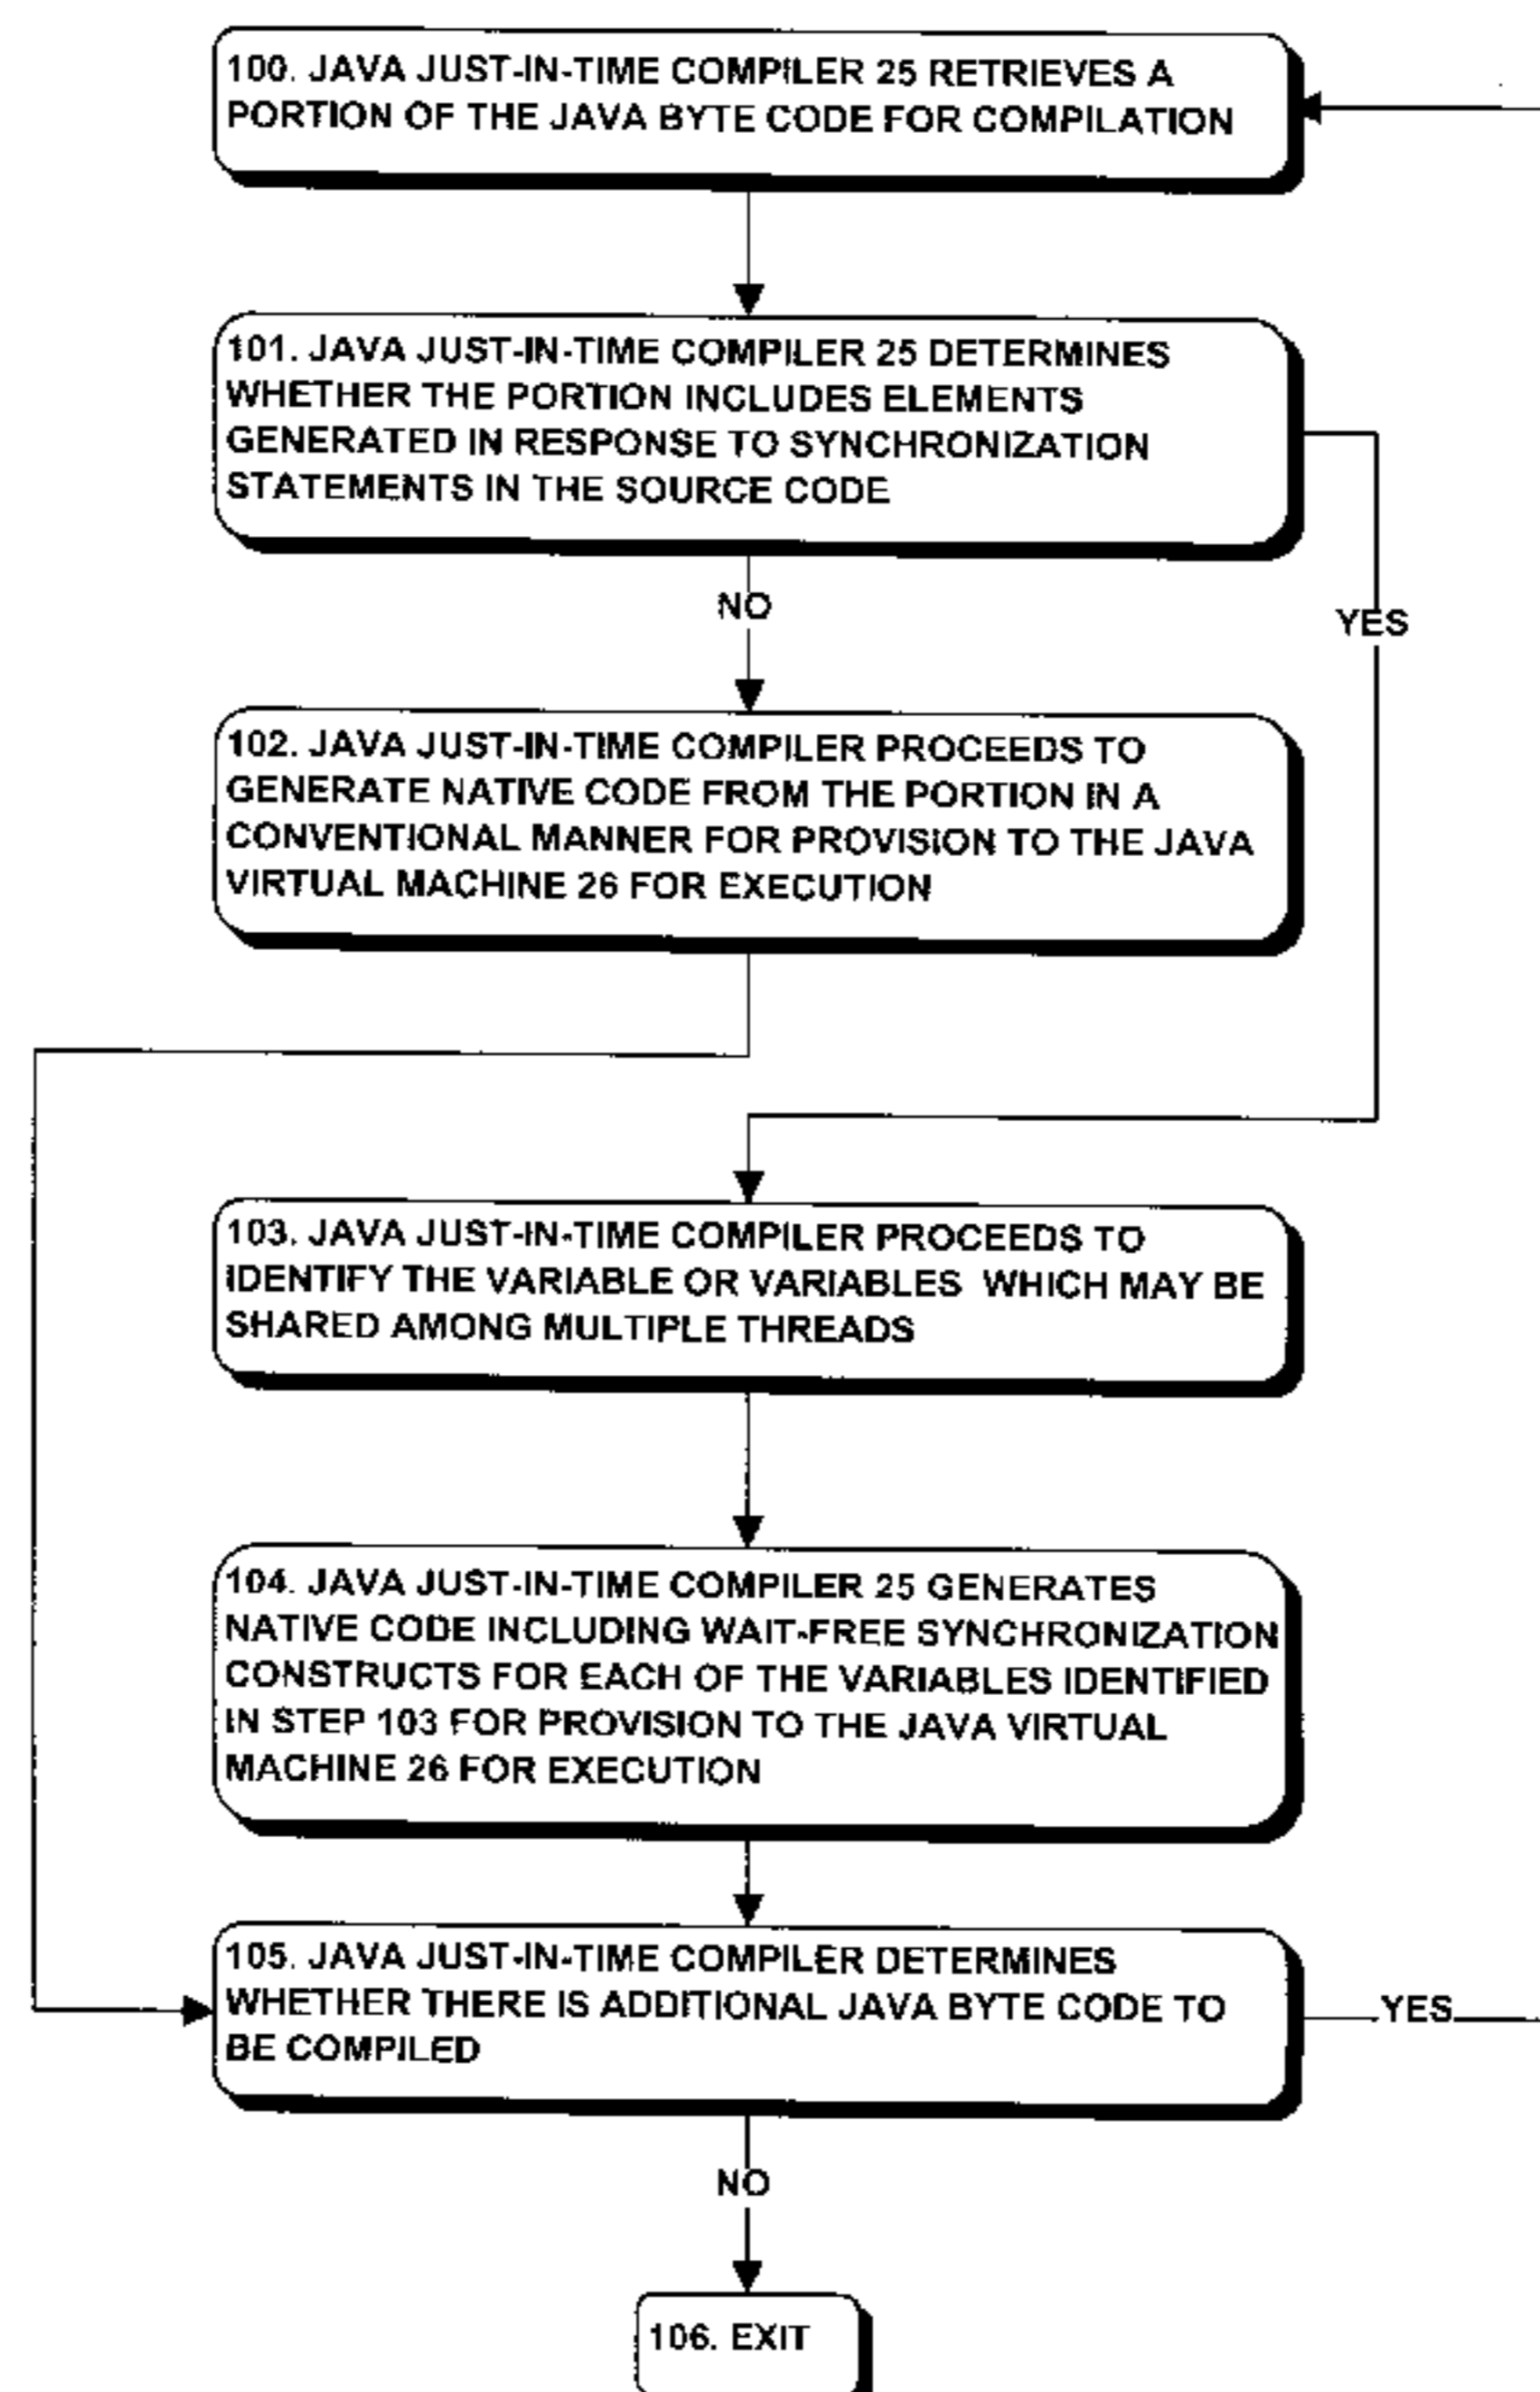 100. JAVA JUST-IN-TIME COMPILER 25 RETRIEVES A
PORTION OF THE JAVA BYTE CODE FOR COMPILATION
101. JAVA JUST-IN-TIME COMPILER 25 DETERMINES
WHETHER THE PORTION INCLUDES ELEMENTS
GENERATED IN RESPONSE TO SYNCHRONIZATION
STATEMENTS IN THE SOURCE CODE
NO
YES
102. JAVA JUST-IN-TIME COMPILER PROCEEDS TO
GENERATE NATIVE CODE FROM THE PORTION IN A
CONVENTIONAL MANNER FOR PROVISION TO THE JAVA
VIRTUAL MACHINE 26 FOR EXECUTION
103. JAVA JUST-IN-TIME COMPILER PROCEEDS TO
IDENTIFY THE VARIABLE OR VARIABLES WHICH MAY BE
SHARED AMONG MULTIPLE THREADS
104. JAVA JUST-IN-TIME COMPILER 25 GENERATES
NATIVE CODE INCLUDING WAIT-FREE SYNCHRONIZATION
CONSTRUCTS FOR EACH OF THE VARIABLES IDENTIFIED
IN STEP 103 FOR PROVISION TO THE JAVA VIRTUAL
MACHINE 26 FOR EXECUTION
105. JAVA JUST-IN-TIME COMPILER DETERMINES
WHETHER THERE IS ADDITIONAL JAVA BYTE CODE TO
BE COMPILED
YES
NO
106. EXIT